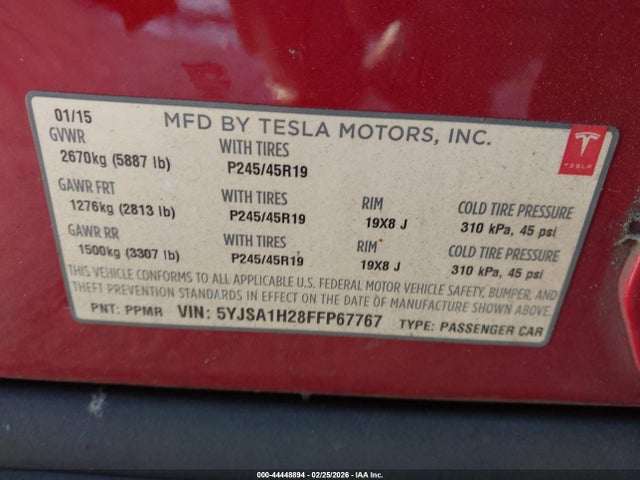 01/15 MFD BY TESLA MOTORS, INC.
GVWR WITH TIRES
2670kg (5887 lb) P245/45R19
TESLA
GAWR FRT WITH TIRES RIM COLD TIRE PRESSURE
1276kg (2813 lb) P245/45R19 19X8 J 310 kPa, 45 psi
GAWR RR WITH TIRES RIM COLD TIRE PRESSURE
1500kg (3307 lb) P245/45R19 19X8 J 310 kPa, 45 psi
THIS VEHICLE CONFORMS TO ALL APPLICABLE U.S. FEDERAL MOTOR VEHICLE SAFETY, BUMPER, AND
THEFT PREVENTION STANDARDS IN EFFECT ON THE DATE OF MANUFACTURE SHOWN ABOVE.
PNT: PPMR VIN: 5YJSA1H28FFP67767 TYPE: PASSENGER CAR
000-44448894 - 02/25/2026 - IAA Inc.